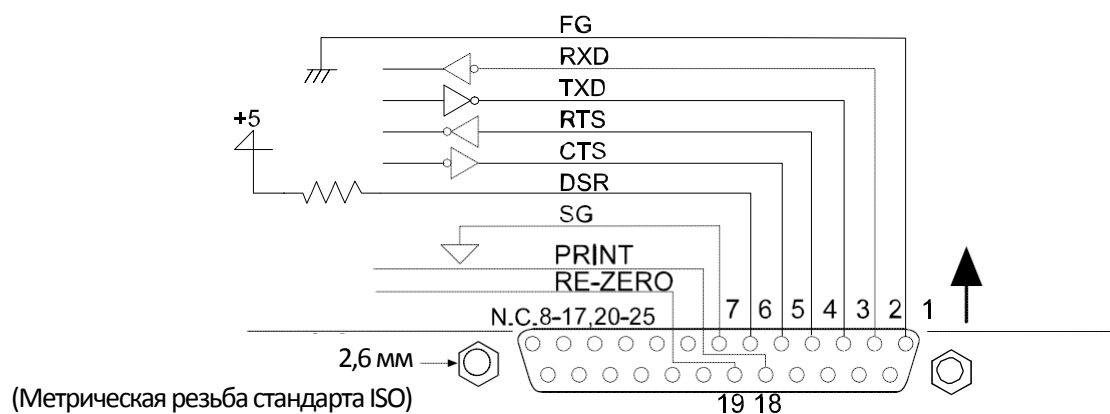 FG
RXD
TXD
+5
RTS
CTS
DSR
SG
PRINT
RE-ZERO
N.C.8-17,20-25
7 6 5 4 3 2 1
2,6 мм
(Метрическая резьба стандарта ISO)
19 18